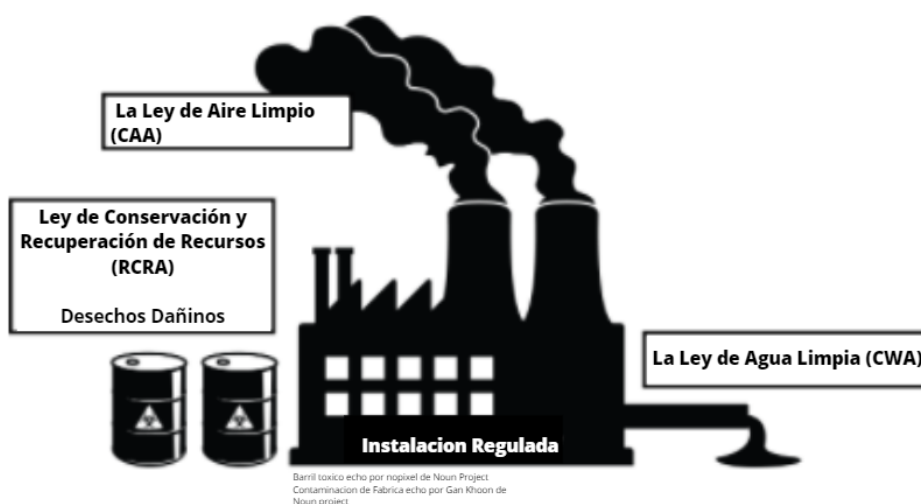 La Ley de Aire Limpio
(CAA)
Ley de Conservación y
Recuperación de Recursos
(RCRA)
Desechos Dañinos
La Ley de Agua Limpia (CWA)
Instalacion Regulada
Barril toxico echo por nopixel de Noun Project
Contaminacion de Fabrica echo por Gan Khoon de
Noun project